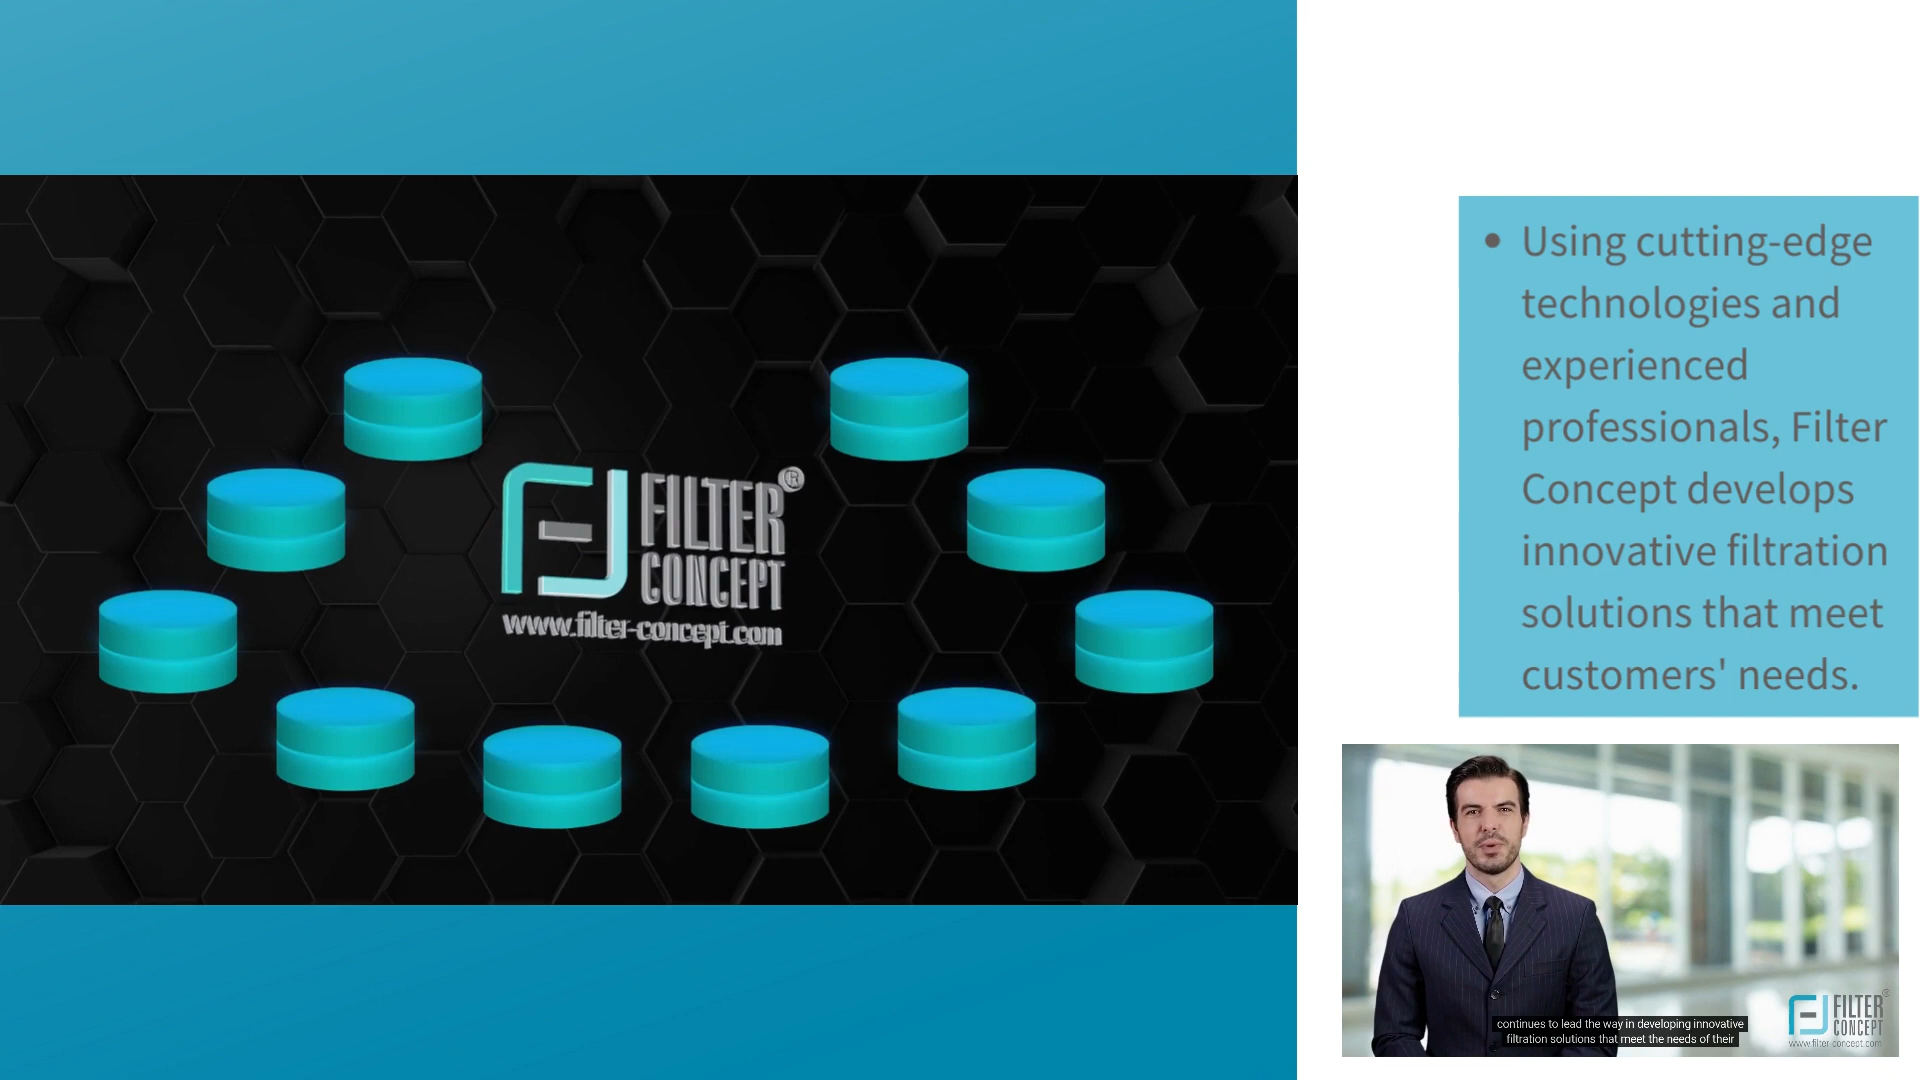 FILTER®
CONCEPT
www.filter-concept.com
• Using cutting-edge
technologies and
experienced
professionals, Filter
Concept develops
innovative filtration
solutions that meet
customers' needs.
continues to lead the way in developing innovative
filtration solutions that meet the needs of their
FILTER®
CONCEPT
www.filter-concept.com